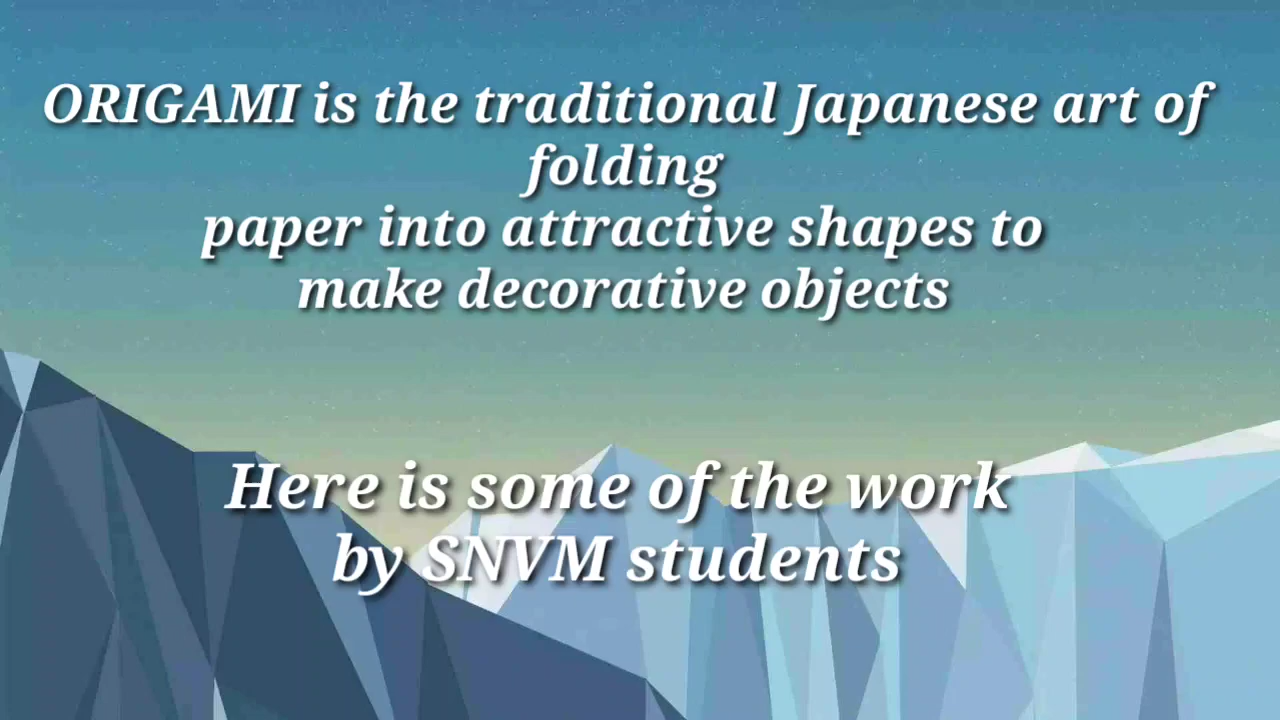 ORIGAMI is the traditional Japanese art of
folding
paper into attractive shapes to
make decorative objects
Here is some of the work
by SNVM students